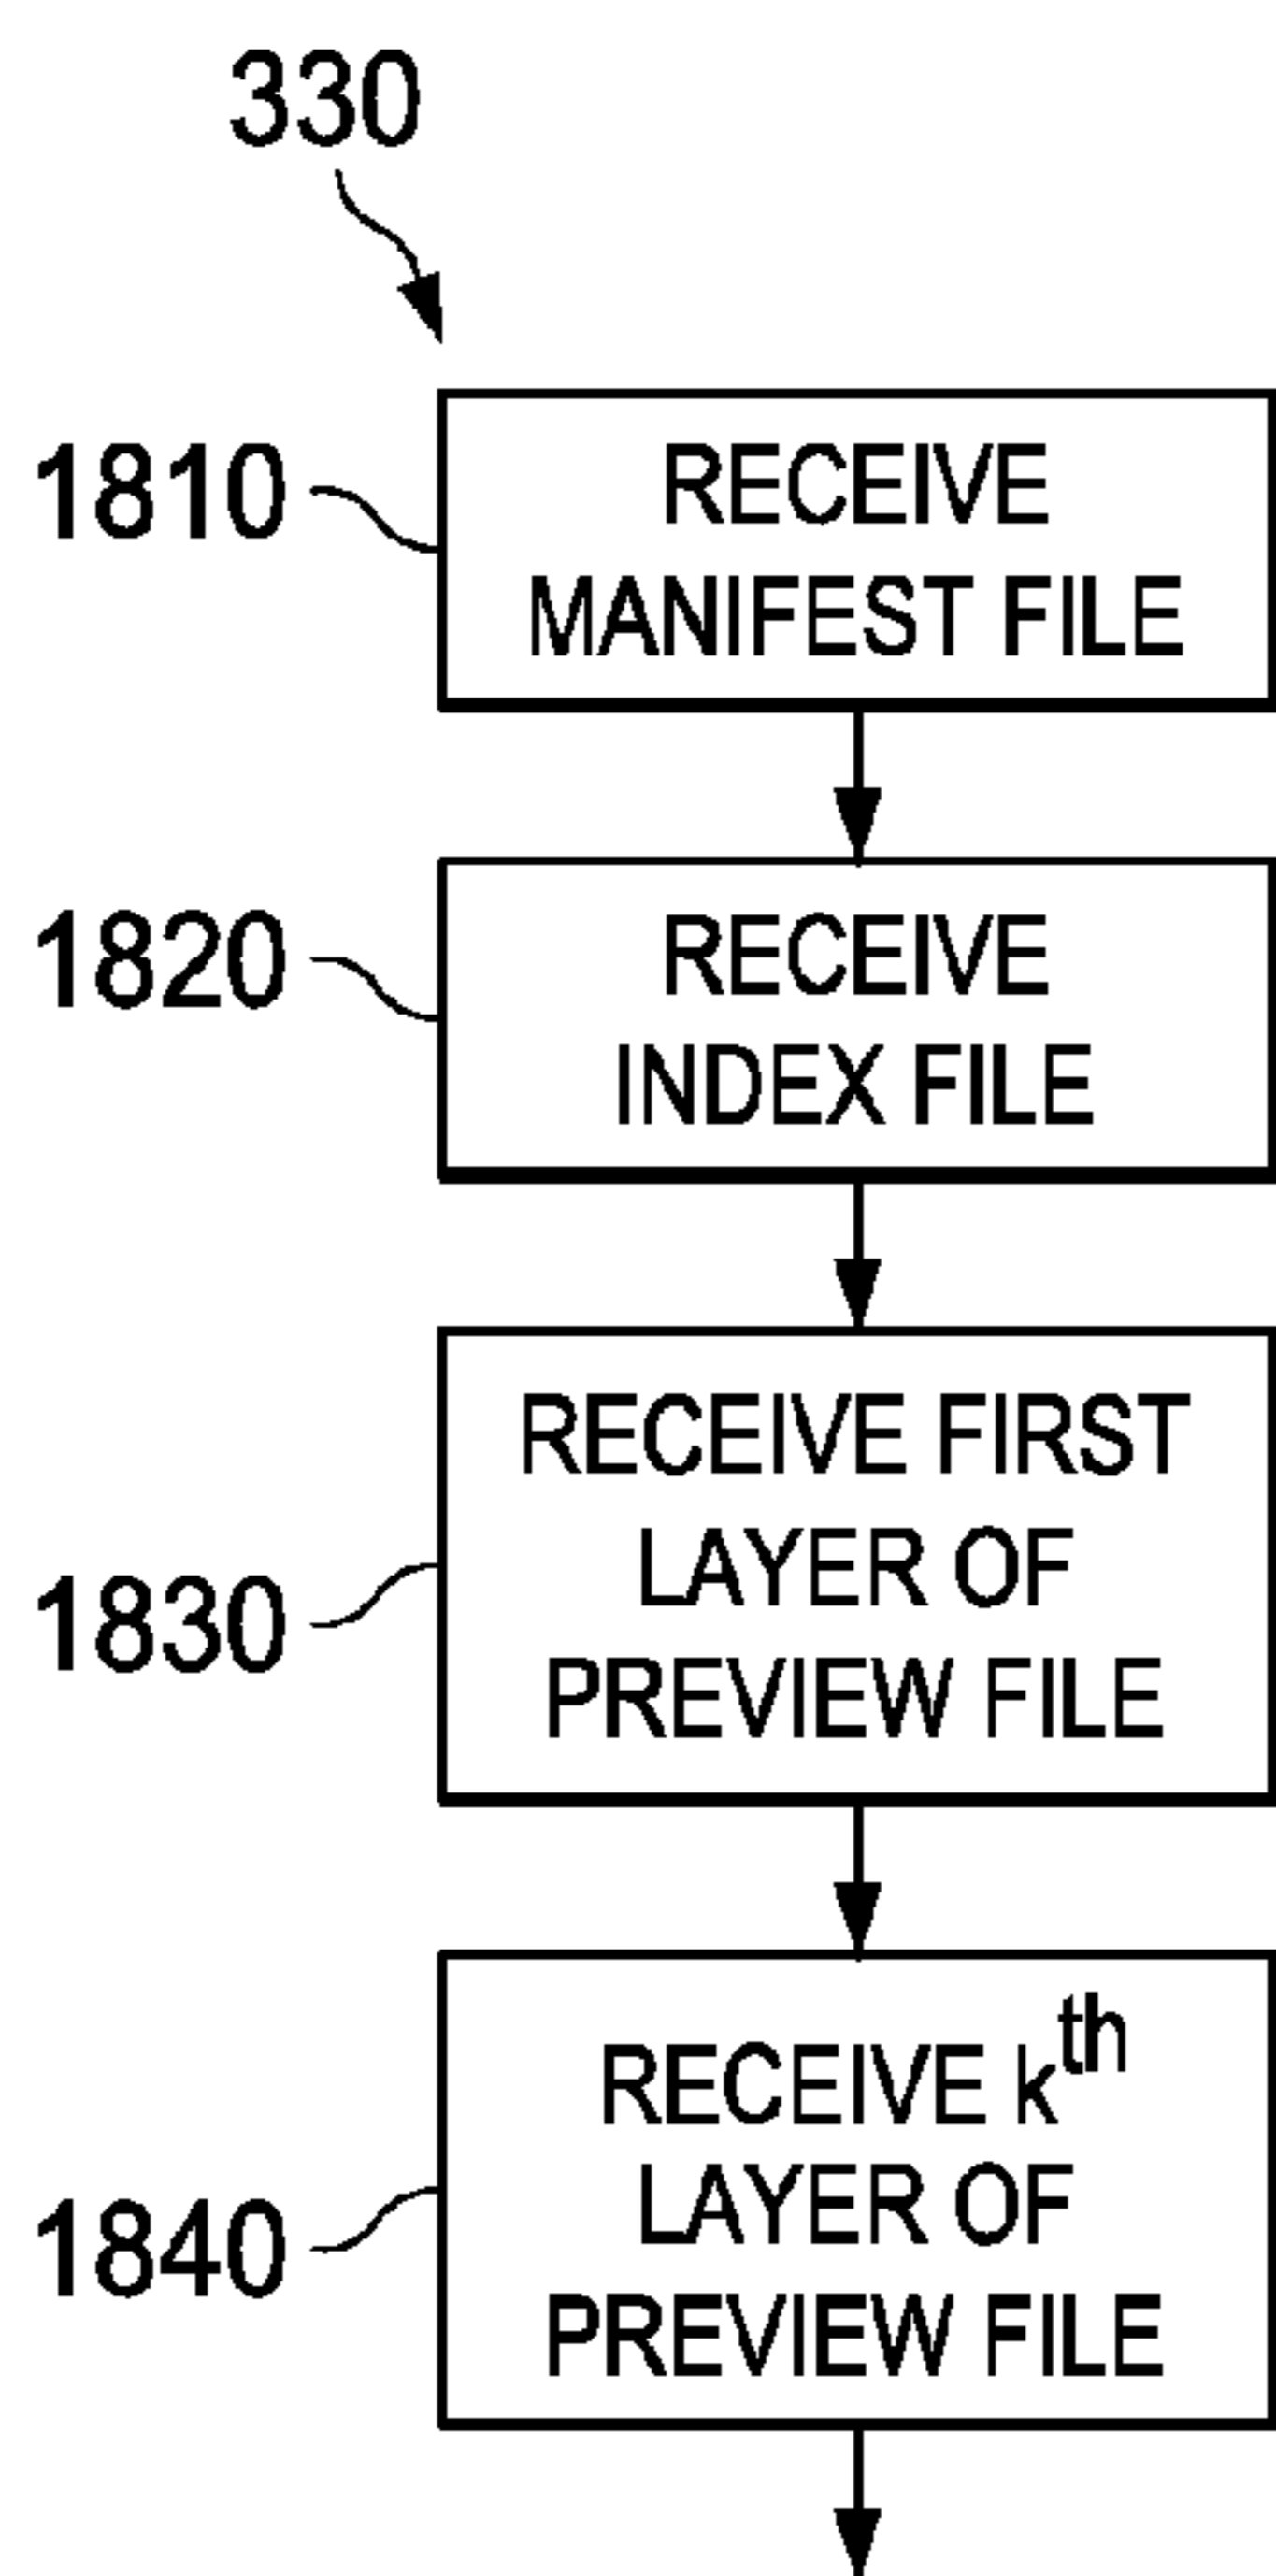 330
1810
RECEIVE
MANIFEST FILE
1820
RECEIVE
INDEX FILE
1830
RECEIVE FIRST
LAYER OF
PREVIEW FILE
1840
RECEIVE kth
LAYER OF
PREVIEW FILE